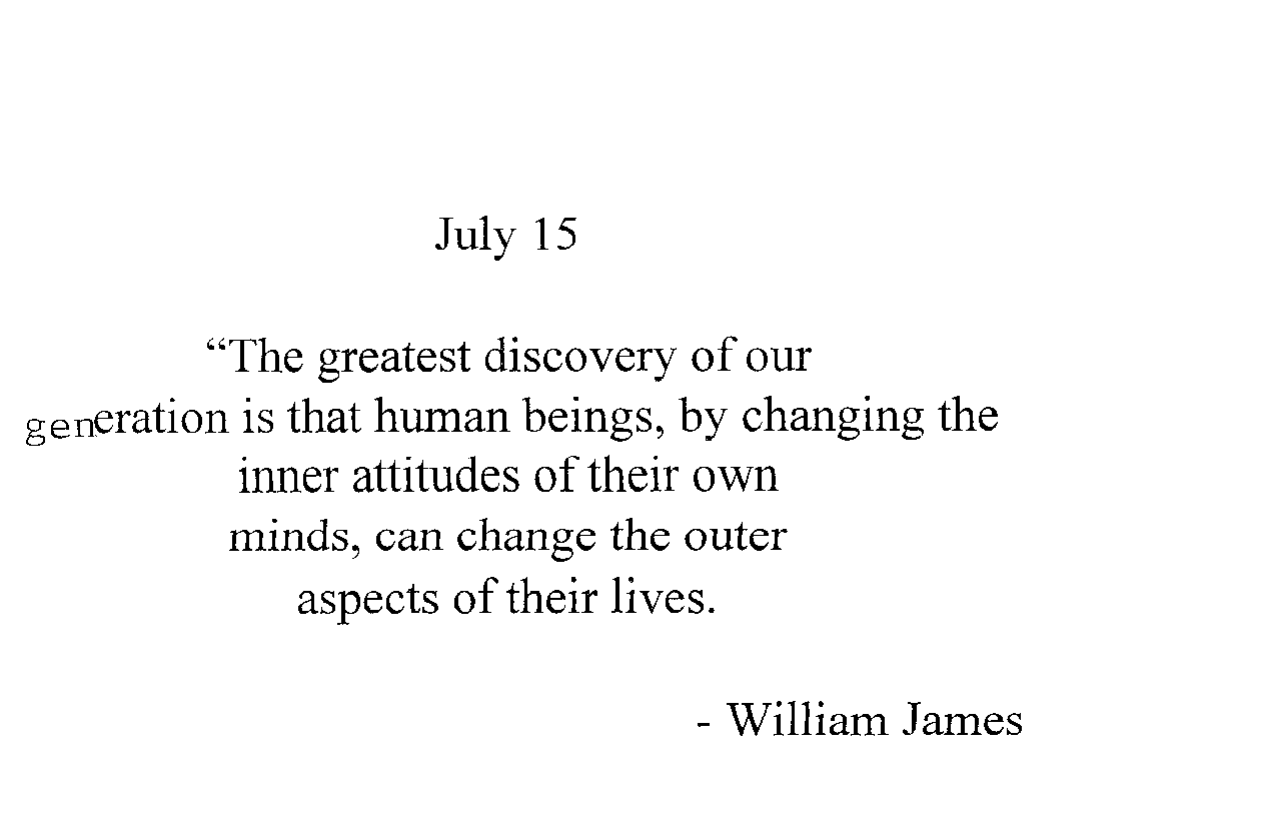 July 15
“The greatest discovery of our
generation is that human beings, by changing the
inner attitudes of their own
minds, can change the outer
aspects of their lives.
- William James